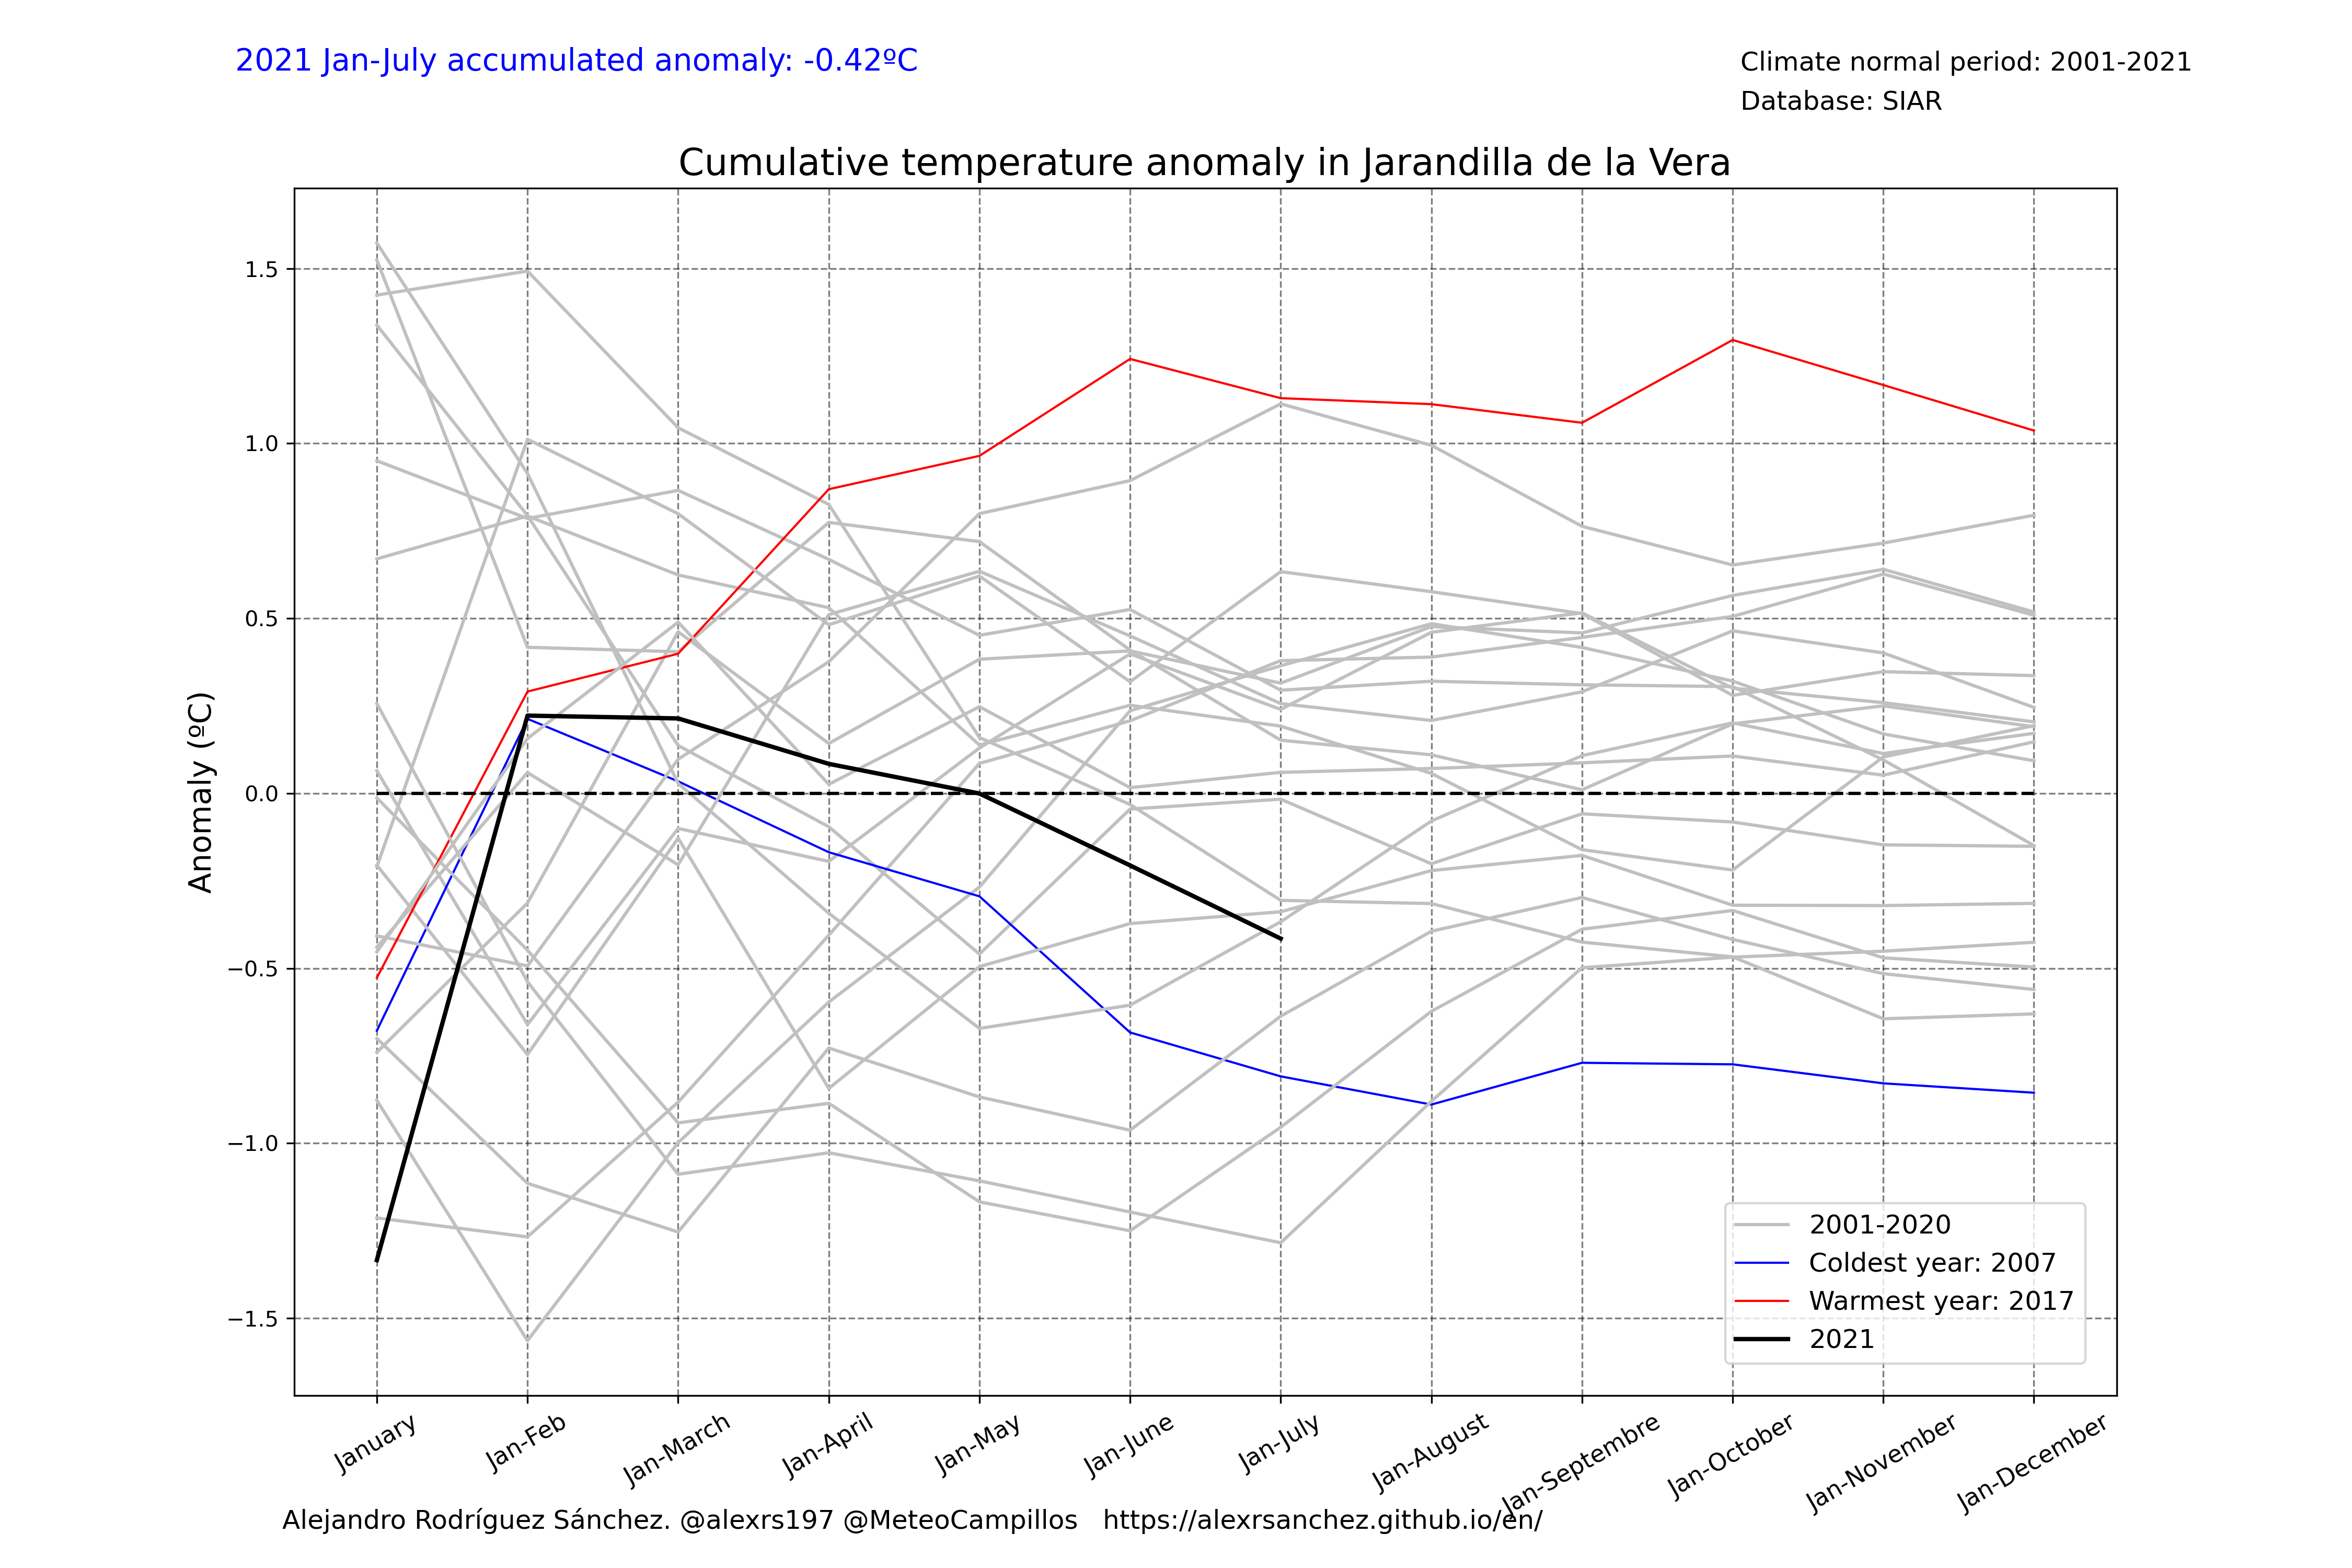 2021 Jan-July accumulated anomaly: -0.42ºC
Climate normal period: 2001-2021
Database: SIAR
Cumulative temperature anomaly in Jarandilla de la Vera
Anomaly (ºC)
1.5
1.0
0.5
0.0
−0.5
−1.0
−1.5
2001-2020
Coldest year: 2007
Warmest year: 2017
2021
January
Jan-Feb
Jan-March
Jan-April
Jan-May
Jan-June
Jan-July
Jan-August
Jan-Septembre
Jan-October
Jan-November
Jan-December
Alejandro Rodríguez Sánchez. @alexrs197 @MeteoCampillos https://alexrsanchez.github.io/en/